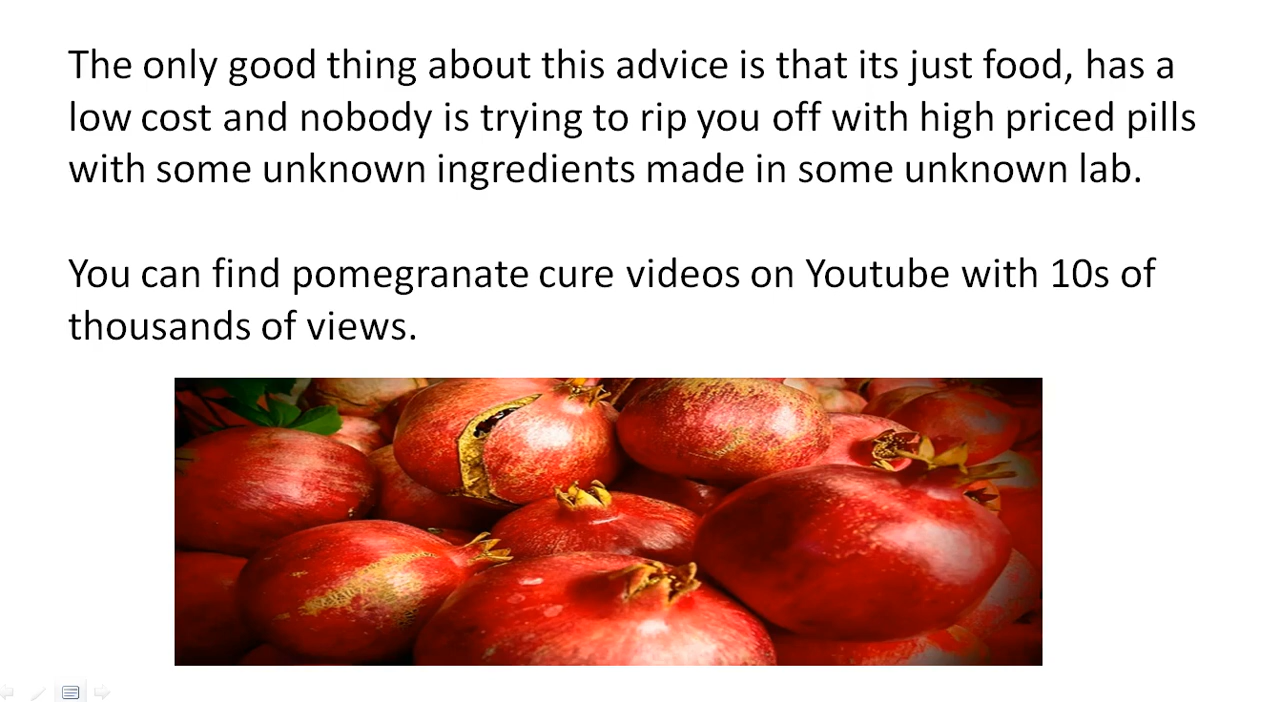 The only good thing about this advice is that its just food, has a
low cost and nobody is trying to rip you off with high priced pills
with some unknown ingredients made in some unknown lab.
You can find pomegranate cure videos on Youtube with 10s of
thousands of views.